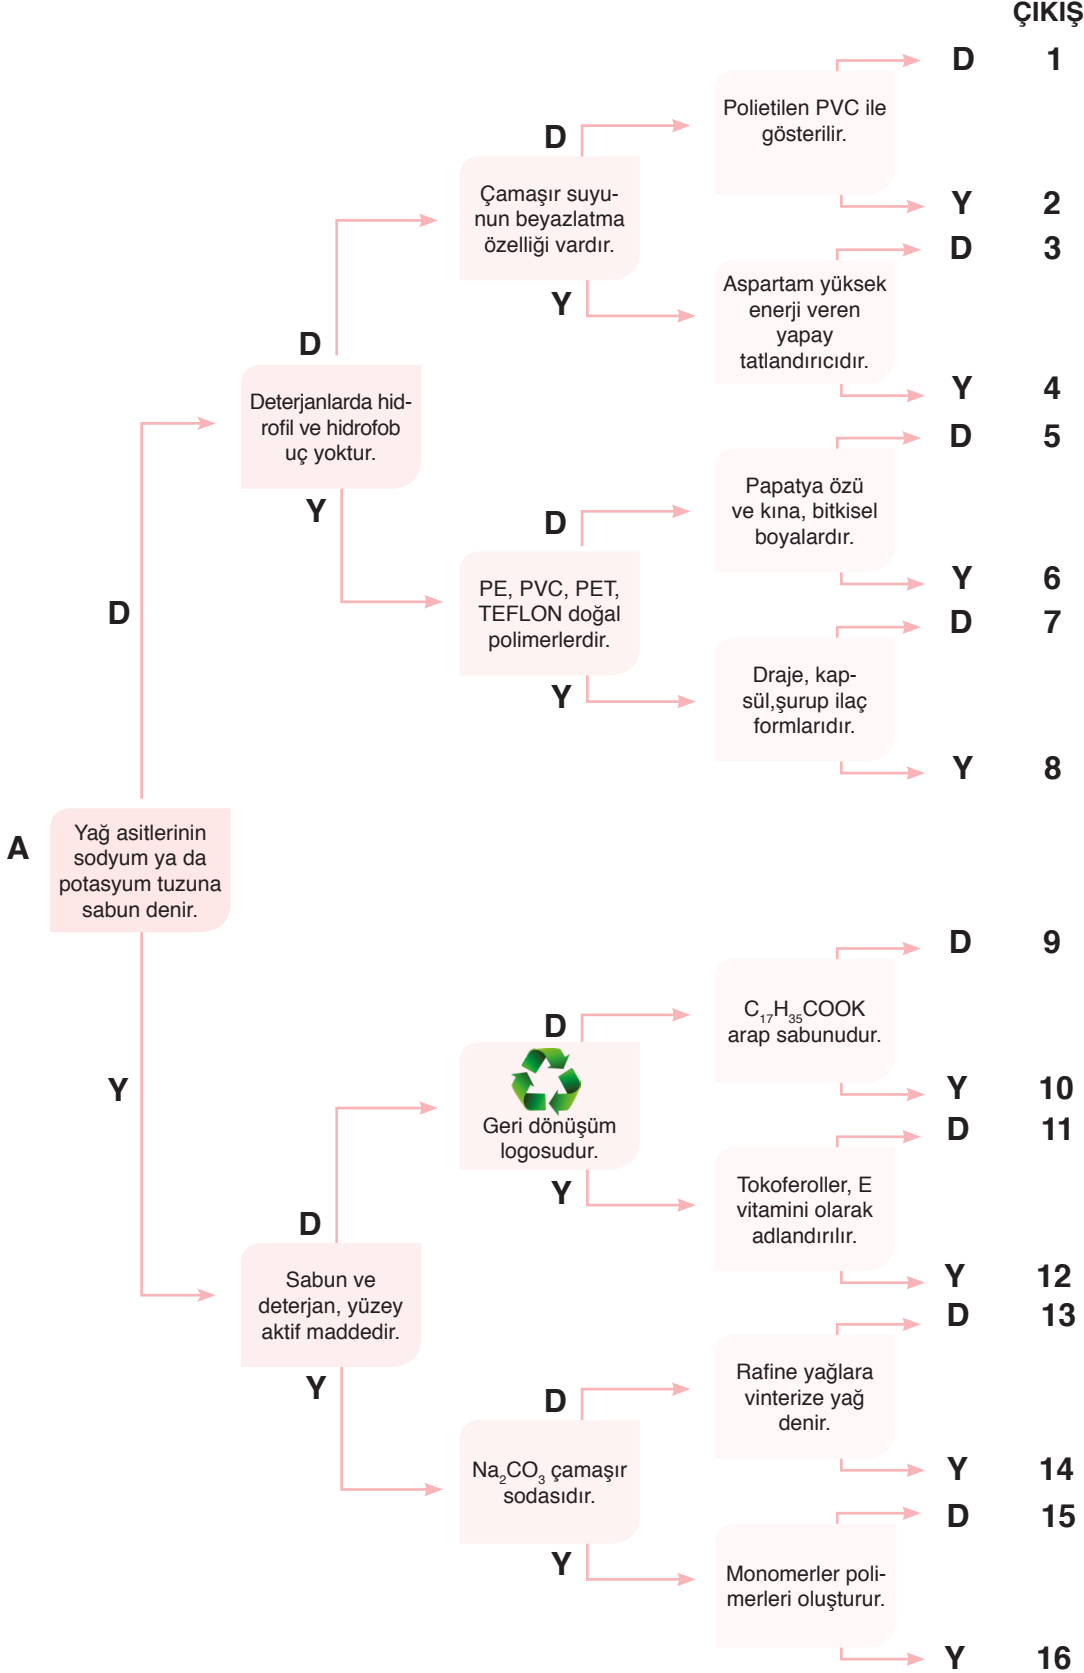 ÇIKIŞ
D 1
Polietilen PVC ile
gösterilir.
D
Y 2
Çamaşır suyu-
nun beyazlatma
özelliği vardır.
D 3
Y
Aspartam yüksek
enerji veren
yapay
tatlandırıcıdır.
D
Y 4
Deterjanlarda hid-
rofil ve hidrofob
uç yoktur.
D 5
Y
Papatya özü
ve kına, bitkisel
boyalardır.
D
Y 6
PE, PVC, PET,
TEFLON doğal
polimerlerdir.
D
D 7
Y
Draje, kap-
sül,şurup ilaç
formlarıdır.
Y 8
A
Yağ asitlerinin
sodyum ya da
potasyum tuzuna
sabun denir.
D 9
C₁₇H₃₅COOK
arap sabunudur.
D
Y
Y 10
Geri dönüşüm
logosudur.
D 11
Y
Tokoferoller, E
vitamini olarak
adlandırılır.
D
Y 12
Sabun ve
deterjan, yüzey
aktif maddedir.
D 13
Y
Rafine yağlara
vinterize yağ
denir.
D
Y 14
Na₂CO₃ çamaşır
sodasıdır.
D 15
Y
Monomerler poli-
merleri oluşturur.
Y 16